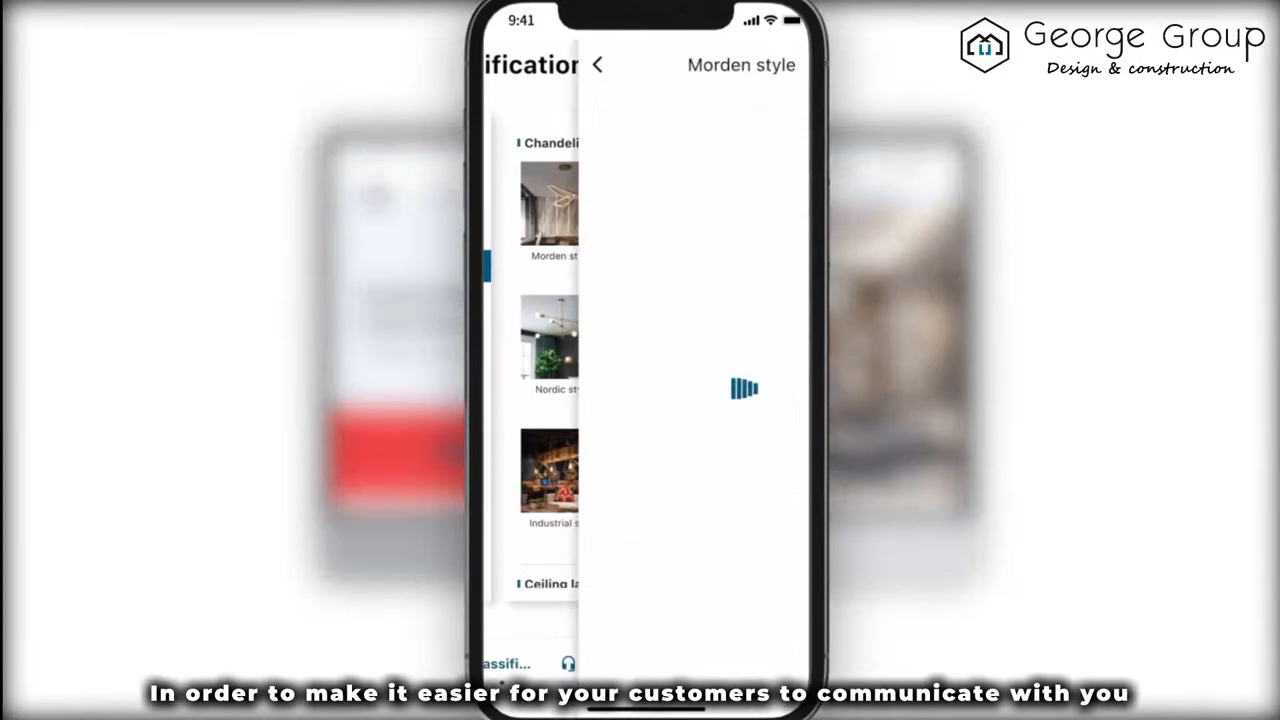 9:41
George Group
Design & construction
ification
Morden style
Chandeli
Morden st
Nordic sty
Industrial s
Ceiling la
assifi...
In order to make it easier for your customers to communicate with you